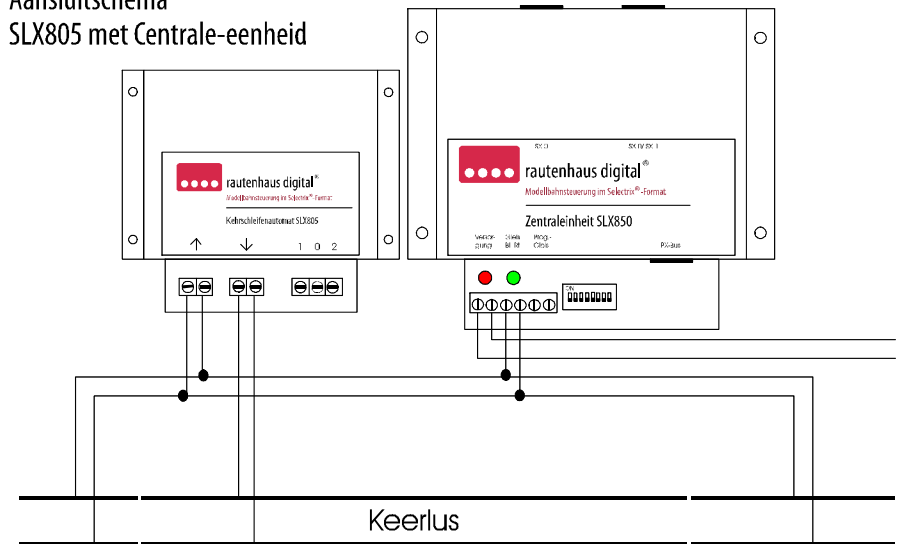 Aansluitschema
SLX805 met Centrale-eenheid
rautenhaus digital®
Modellbahnsteuerung im Selectrix®-Format
Kehrschleifenautomat SLX805
1 0 2
rautenhaus digital®
Modellbahnsteuerung im Selectrix®-Format
Zentraleinheit SLX850
PX-Bus
ON
Keerlus